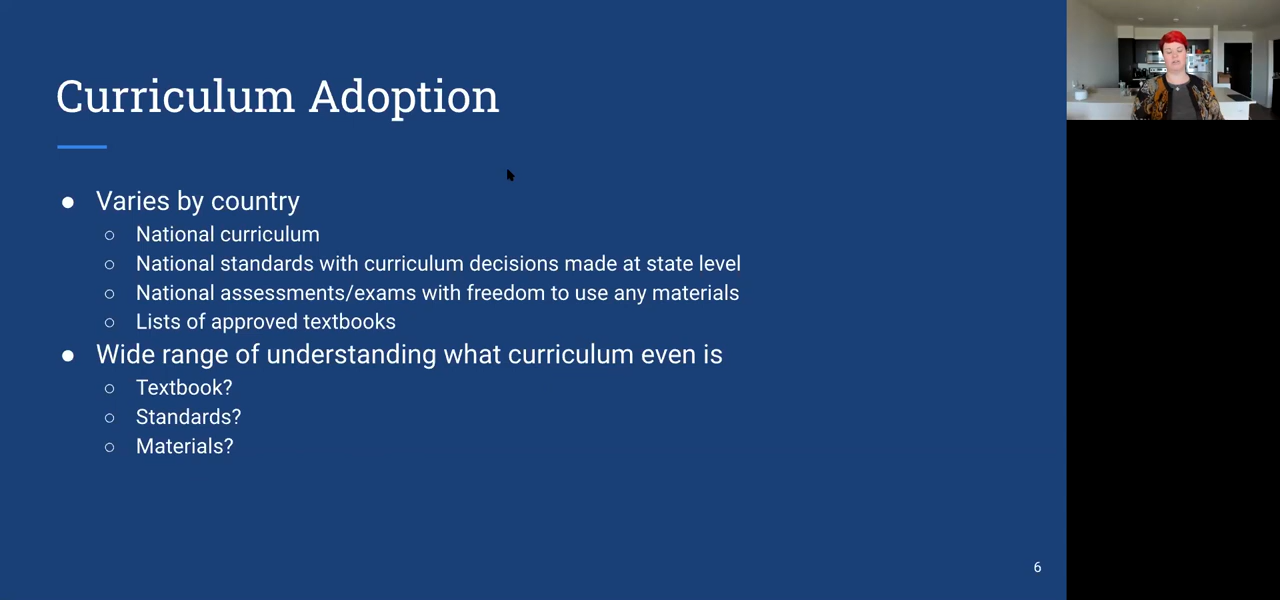 Curriculum Adoption
● Varies by country
○ National curriculum
○ National standards with curriculum decisions made at state level
○ National assessments/exams with freedom to use any materials
○ Lists of approved textbooks
● Wide range of understanding what curriculum even is
○ Textbook?
○ Standards?
○ Materials?
6